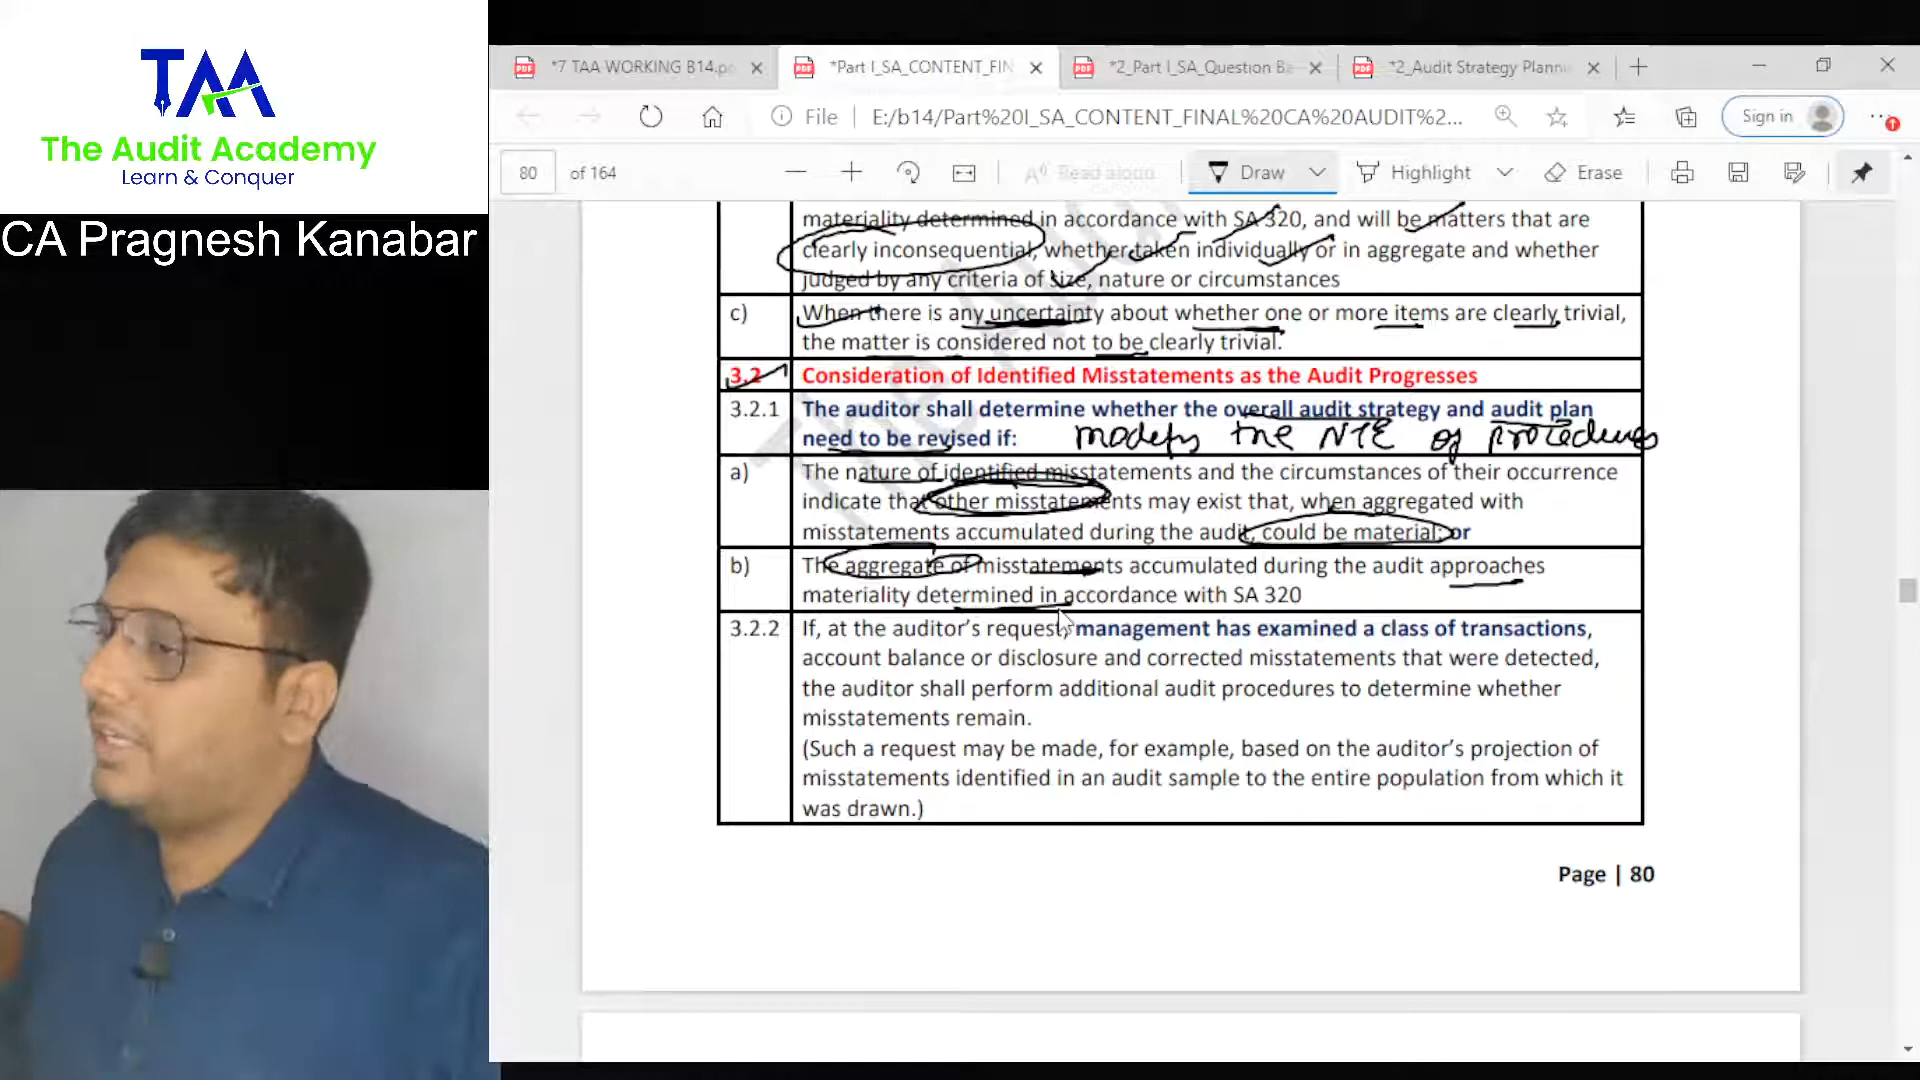 TAA
The Audit Academy
Learn & Conquer
CA Pragnesh Kanabar
*7 TAA WORKING B14.pd
*Part I_SA_CONTENT_FIN
*2_Part I_SA_Question Ba
*2_Audit Strategy Planni
File
E:/b14/Part%20I_SA_CONTENT_FINAL%20CA%20AUDIT%2...
Sign in
80 of 164
Read aloud
Draw
Highlight
Erase
materiality determined in accordance with SA 320, and will be matters that are
clearly inconsequential, whether taken individually or in aggregate and whether
judged by any criteria of size, nature or circumstances
c) When there is any uncertainty about whether one or more items are clearly trivial,
the matter is considered not to be clearly trivial.
3.2 Consideration of Identified Misstatements as the Audit Progresses
3.2.1 The auditor shall determine whether the overall audit strategy and audit plan
need to be revised if: modify the NTE of procedures
a) The nature of identified misstatements and the circumstances of their occurrence
indicate that other misstatements may exist that, when aggregated with
misstatements accumulated during the audit, could be material; or
b) The aggregate of misstatements accumulated during the audit approaches
materiality determined in accordance with SA 320
3.2.2 If, at the auditor's request, management has examined a class of transactions,
account balance or disclosure and corrected misstatements that were detected,
the auditor shall perform additional audit procedures to determine whether
misstatements remain.
(Such a request may be made, for example, based on the auditor's projection of
misstatements identified in an audit sample to the entire population from which it
was drawn.)
Page | 80